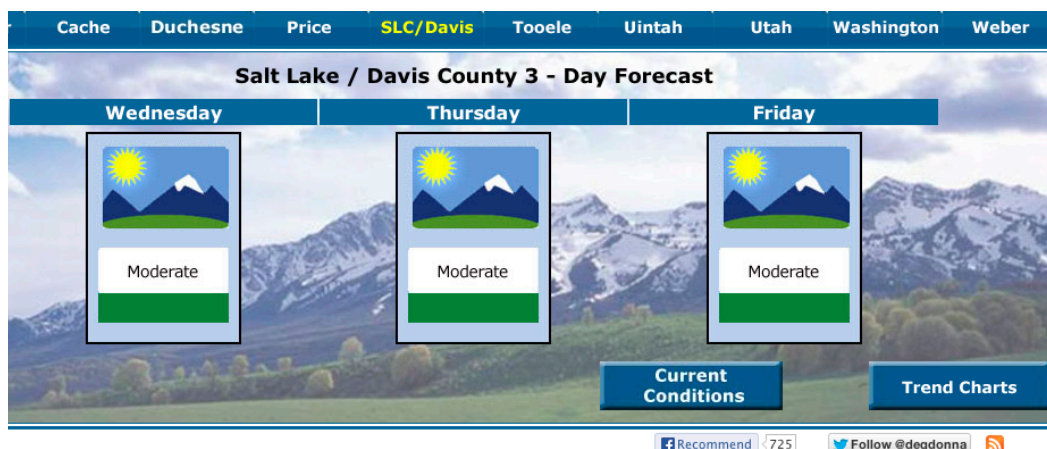 Cache Duchesne Price SLC/Davis Tooele Uintah Utah Washington Weber
Salt Lake / Davis County 3 - Day Forecast
Wednesday Thursday Friday
Moderate Moderate Moderate
Current
Conditions
Trend Charts
Recommend 725 Follow @deqdonna